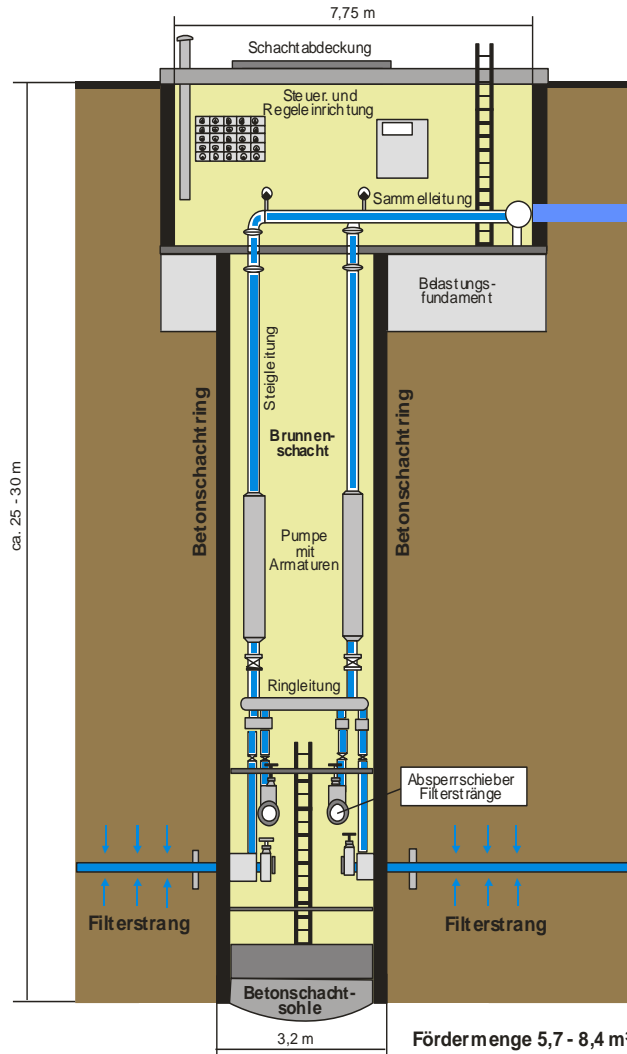 7,75 m
Schachtabdeckung
Steuer. und
Regeleinrichtung
Sammelleitung
Belastungs-
fundament
Steigleitung
Betonschachtring
Brunnen-
schacht
Betonschachtring
ca. 25 - 30 m
Pumpe
mit
Armaturen
Ringleitung
Absperrschieber
Filterstränge
Filterstrang
Filterstrang
Betonschacht-
sohle
3,2 m
Fördermenge 5,7 - 8,4 m³